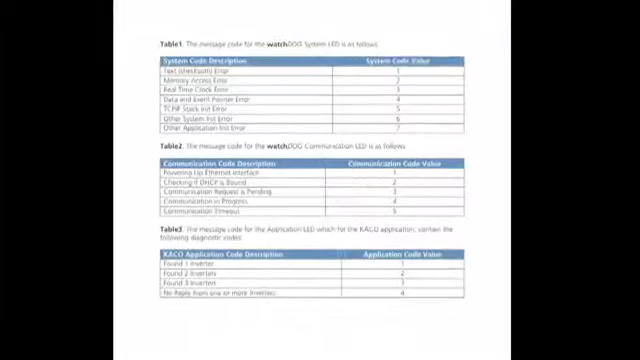 Table1. The message code for the watchDOG System LED is as follows.
System Code Description System Code Value
Text (checksum) Error 1
Memory Access Error 2
Real Time Clock Error 3
Data and Event Pointer Error 4
TCP/IP Stack Init Error 5
Other System Init Error 6
Other Application Init Error 7
Table2. The message code for the watchDOG Communication LED is as follows.
Communication Code Description Communication Code Value
Powering Up Ethernet Interface 1
Checking if DHCP is Bound 2
Communication Request is Pending 3
Communication in Progress 4
Communication Timeout 5
Table3. The message code for the Application LED which for the KACO application, contain the
following diagnostic codes:
KACO Application Code Description Application Code Value
Found 1 Inverter 1
Found 2 Inverters 2
Found 3 Inverters 3
No Reply from one or more Inverters 4